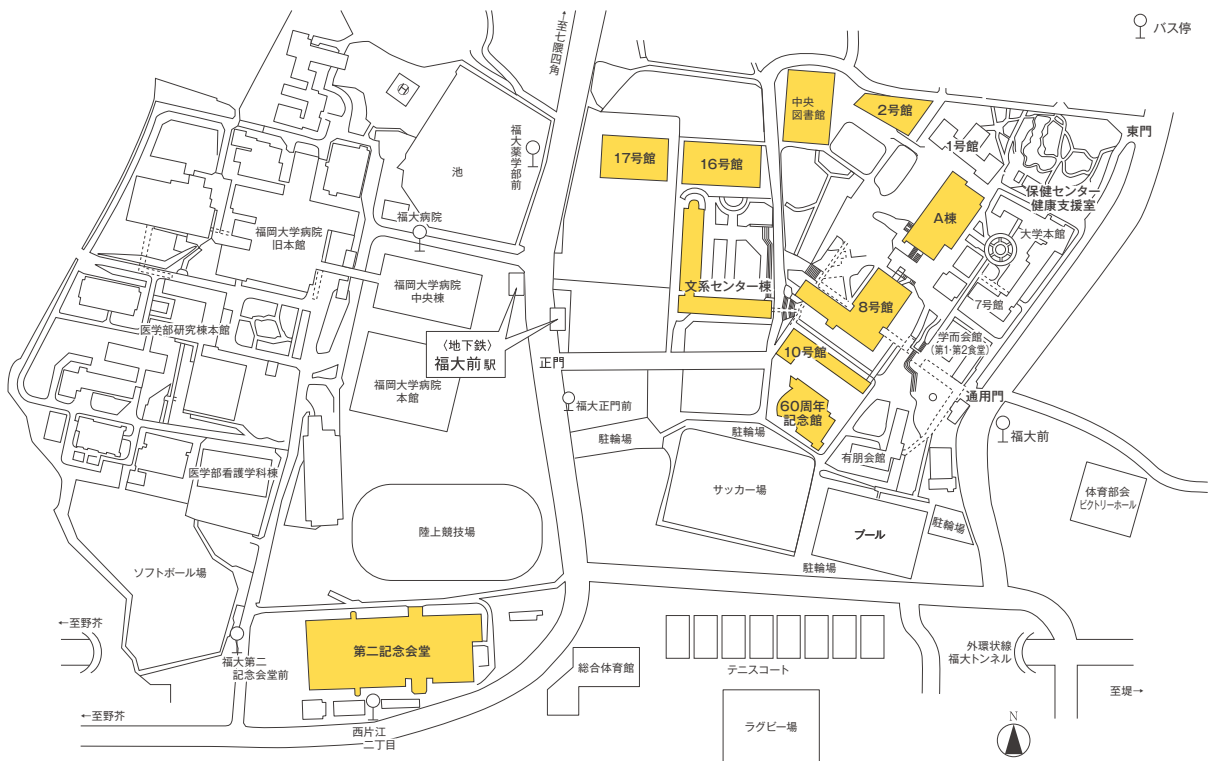 バス停
←至七隈四角
中央
図書館
2号館
福大薬学部前
17号館
16号館
1号館
東門
池
保健センター
健康支援室
A棟
大学本館
福大病院
福岡大学病院
旧本館
福岡大学病院
中央棟
文系センター棟
8号館
7号館
医学部研究棟本館
〈地下鉄〉
福大前駅
正門
10号館
学而会館
(第1・第2食堂)
福岡大学病院
本館
福大正門前
60周年
記念館
通用門
福大前
駐輪場
駐輪場
有朋会館
医学部看護学科棟
サッカー場
体育部会
ビクトリーホール
陸上競技場
プール
駐輪場
駐輪場
ソフトボール場
←至野芥
福大第二
記念会堂前
第二記念会堂
総合体育館
テニスコート
外環状線
福大トンネル
至堤→
←至野芥
西片江
二丁目
ラグビー場
N
H